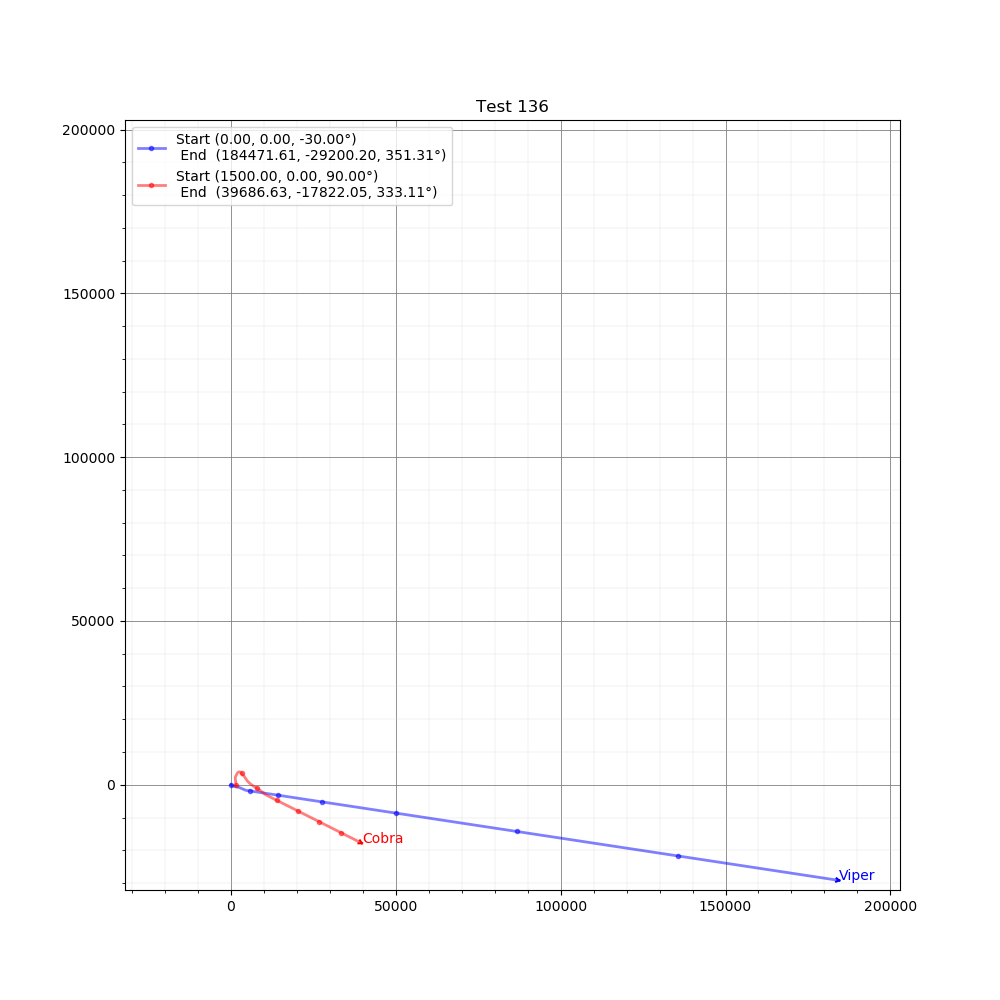 Test 136
Start (0.00, 0.00, -30.00°)
End (184471.61, -29200.20, 351.31°)
Start (1500.00, 0.00, 90.00°)
End (39686.63, -17822.05, 333.11°)
200000
150000
100000
50000
0
Cobra
Viper
0
50000
100000
150000
200000